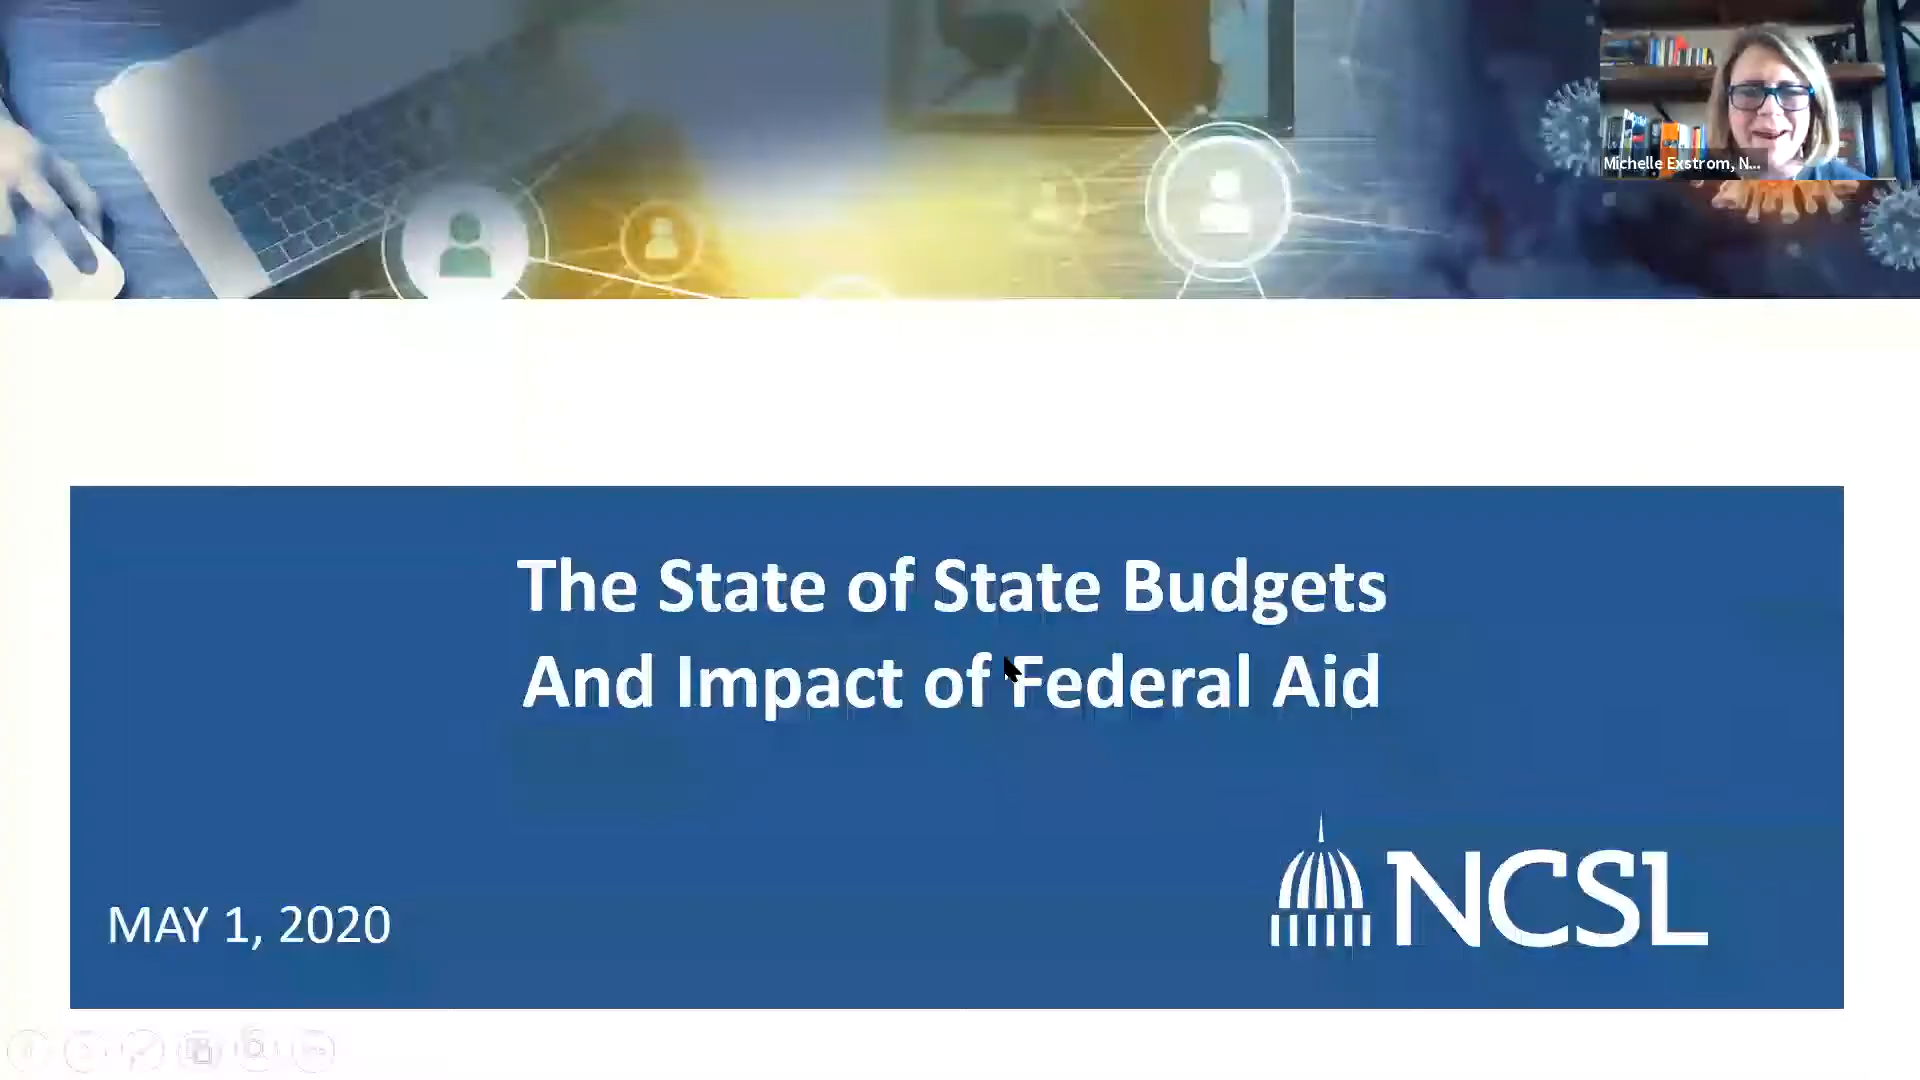 Michelle Exstrom, N...
The State of State Budgets
And Impact of Federal Aid
NCSL
MAY 1, 2020